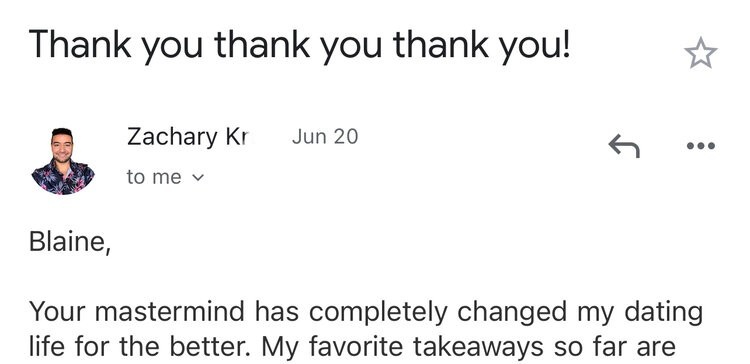 Thank you thank you thank you!
Zachary Jun 20
to me
Blaine,
Your mastermind has completely changed my dating
life for the better. My favorite takeaways so far are